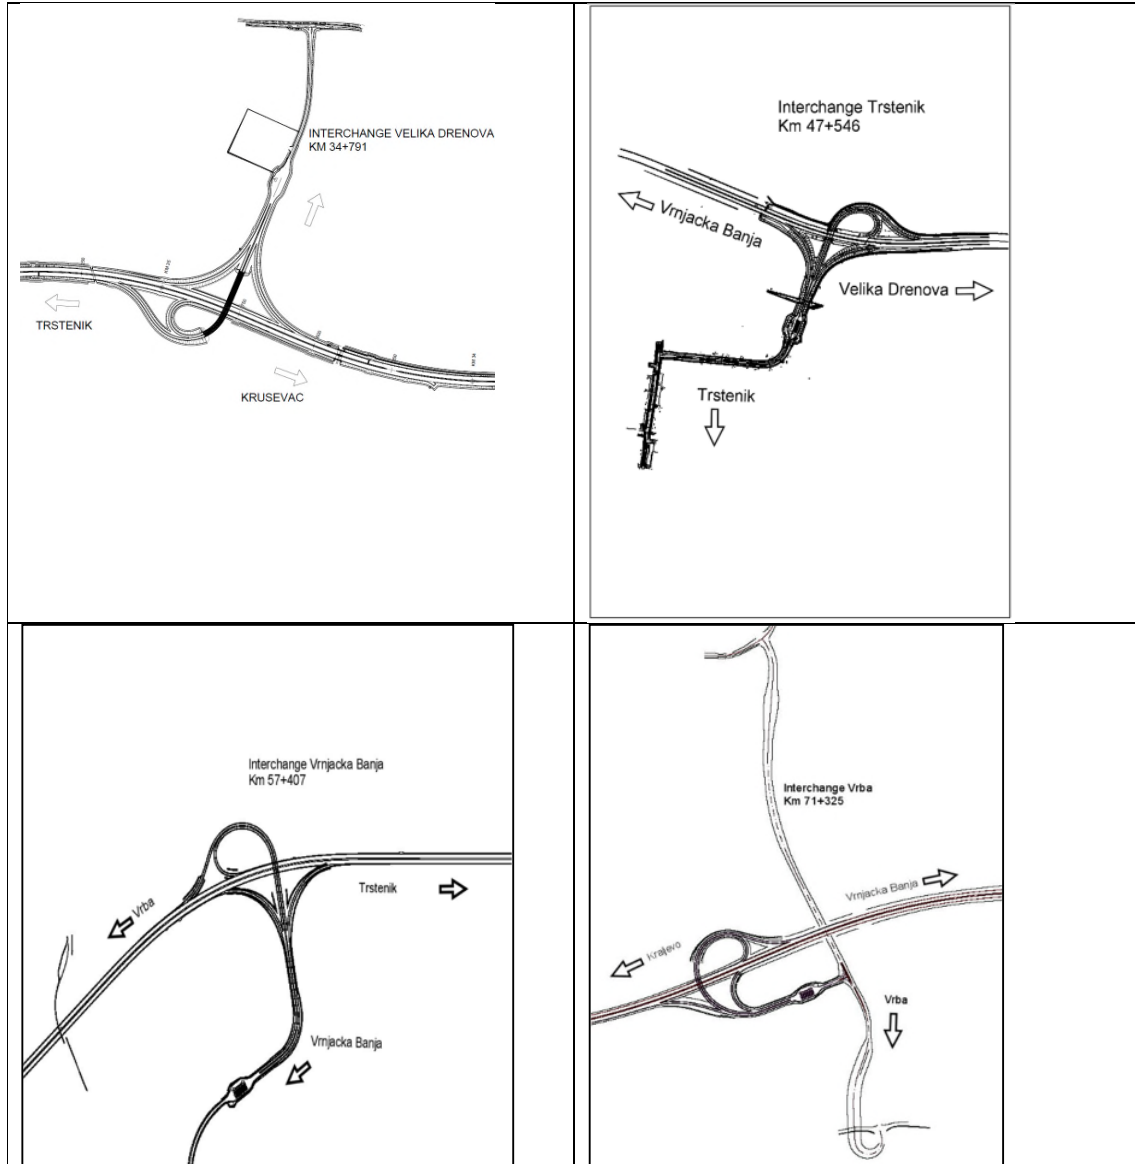 INTERCHANGE VELIKA DRENOVA
KM 34+791
TRSTENIK
KRUSEVAC
Interchange Trstenik
Km 47+546
Vrnjacka Banja
Velika Drenova
Trstenik
Interchange Vrnjacka Banja
Km 57+407
Trstenik
Vrba
Vrnjacka Banja
Interchange Vrba
Km 71+325
Vrnjacka Banja
Kraljevo
Vrba